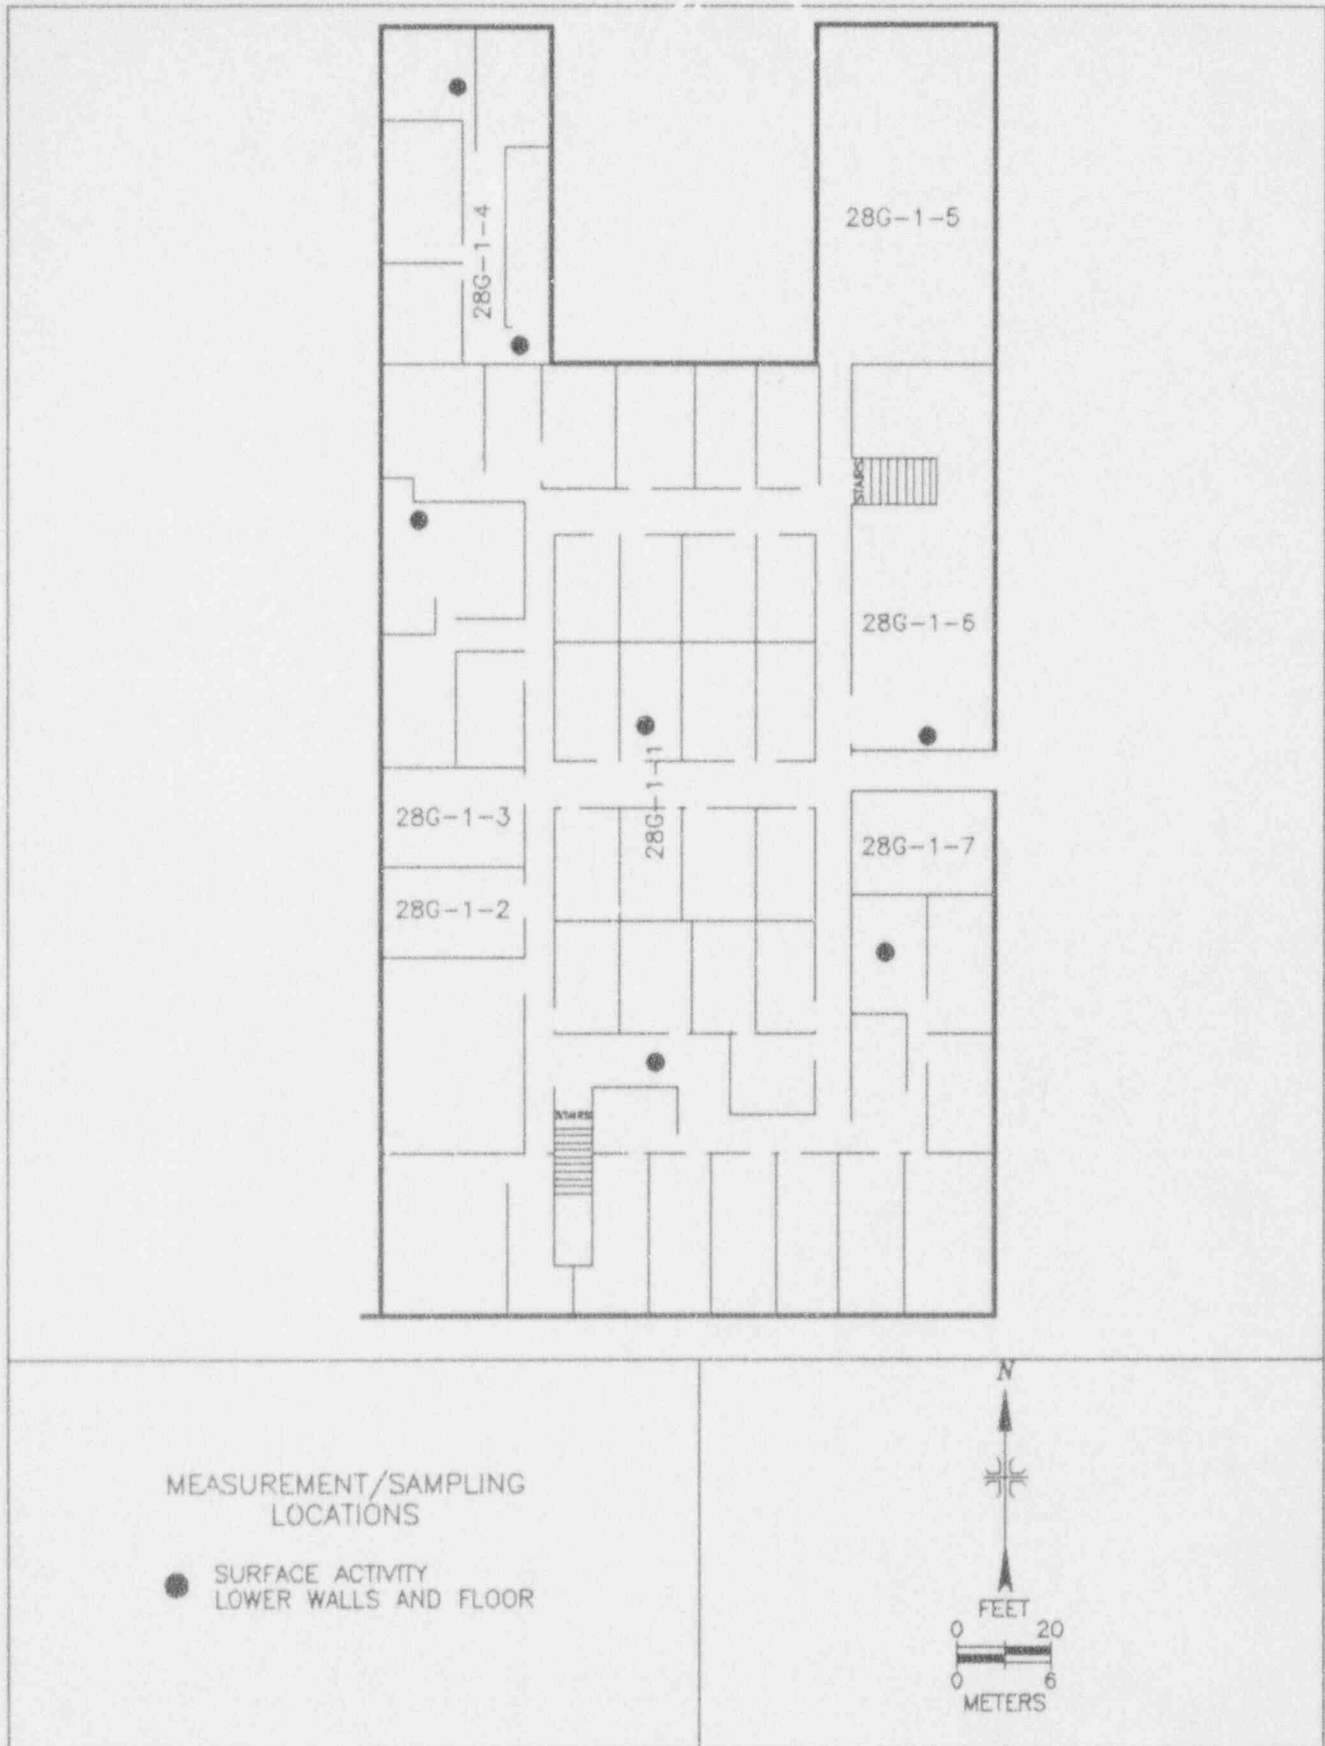 28G-1-4
28G-1-5
STAIRS
28G-1-6
28G-1-1
28G-1-3
28G-1-7
28G-1-2
STAIRS
MEASUREMENT/SAMPLING
LOCATIONS
SURFACE ACTIVITY
LOWER WALLS AND FLOOR
N
FEET
0 20
0 6
METERS